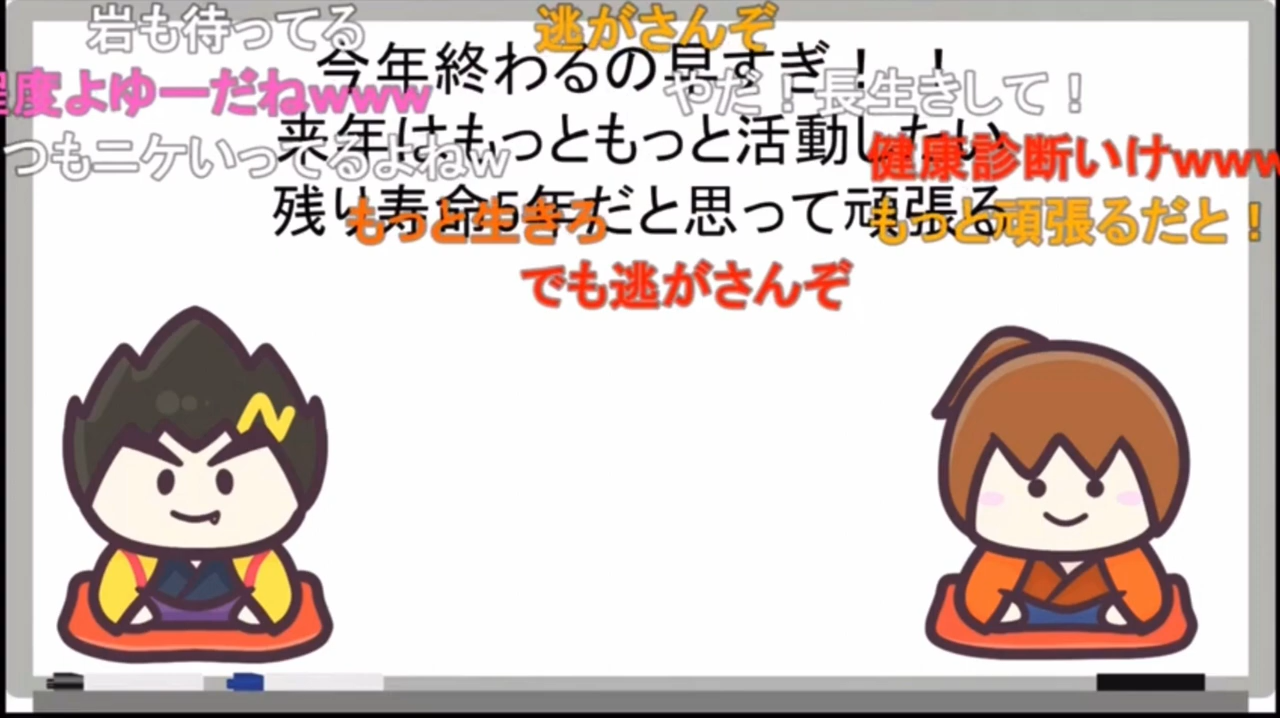 岩も待ってる
逃がさんぞ
今年終わるの早すぎ！！
程度よゆーだねwww
やだ！長生きして！
来年はもっともっと活動したい
つもニケいってるよねw
健康診断いけwww
残り寿命5年だと思って頑張る
もっと生きろ
もっと頑張るだと！
でも逃がさんぞ